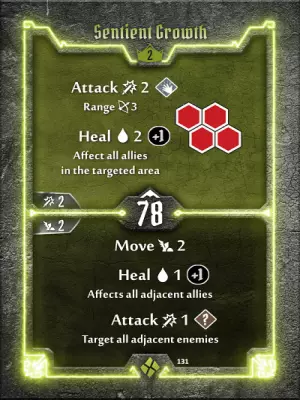 Sentient Growth
2
Attack 2
Range 3
Heal 2 +1
Affect all allies
in the targeted area
2
78
2
Move 2
Heal 1 +1
Affects all adjacent allies
Attack 1 ?
Target all adjacent enemies
131